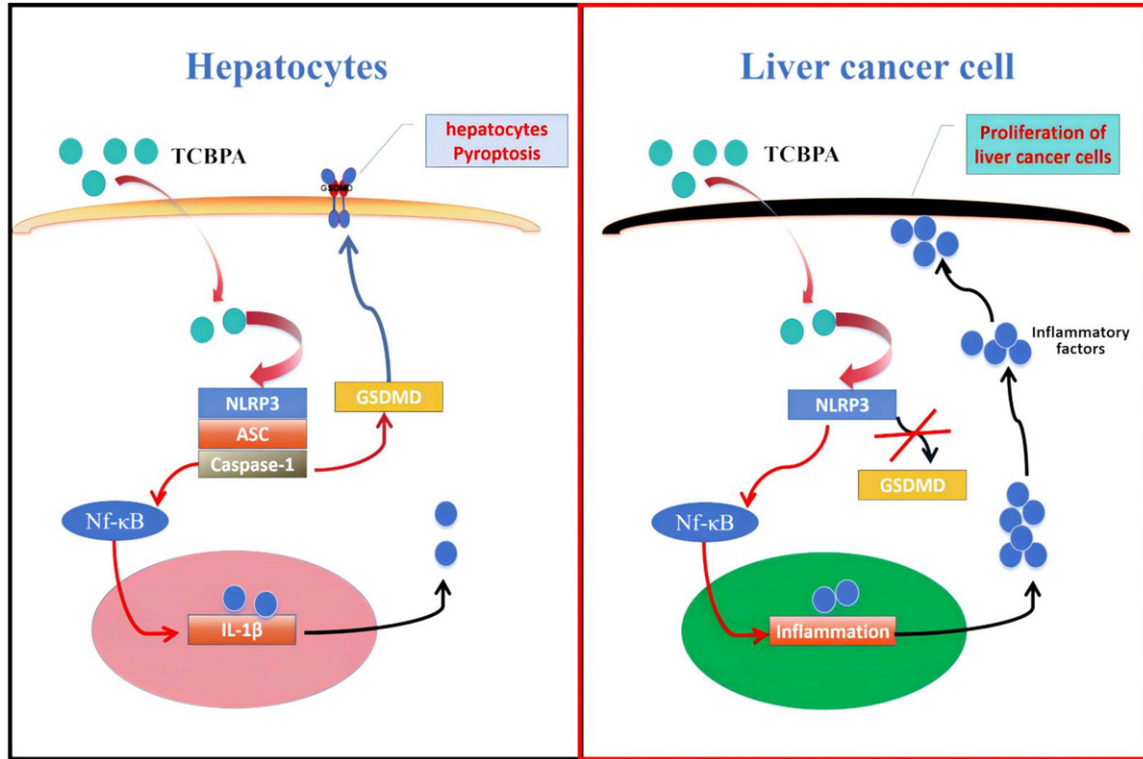 Hepatocytes
TCBPA
hepatocytes
Pyroptosis
GSDMD
NLRP3
ASC
Caspase-1
GSDMD
Nf-κB
IL-1β
Liver cancer cell
TCBPA
Proliferation of
liver cancer cells
Inflammatory
factors
NLRP3
GSDMD
Nf-κB
Inflammation